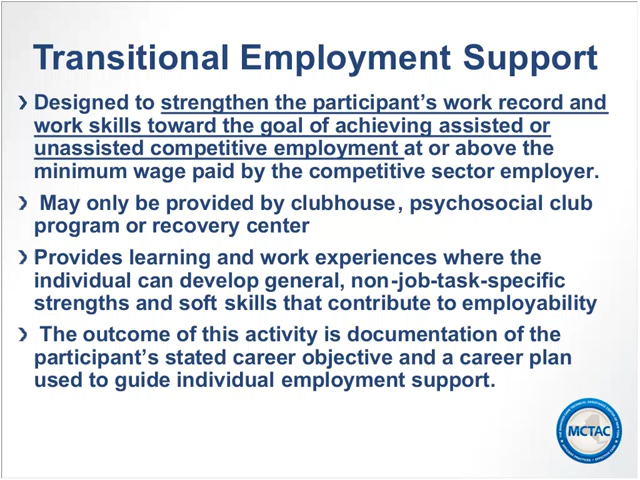 Transitional Employment Support
❯ Designed to strengthen the participant's work record and
work skills toward the goal of achieving assisted or
unassisted competitive employment at or above the
minimum wage paid by the competitive sector employer.
❯ May only be provided by clubhouse, psychosocial club
program or recovery center
❯ Provides learning and work experiences where the
individual can develop general, non-job-task-specific
strengths and soft skills that contribute to employability
❯ The outcome of this activity is documentation of the
participant's stated career objective and a career plan
used to guide individual employment support.
MCTAC